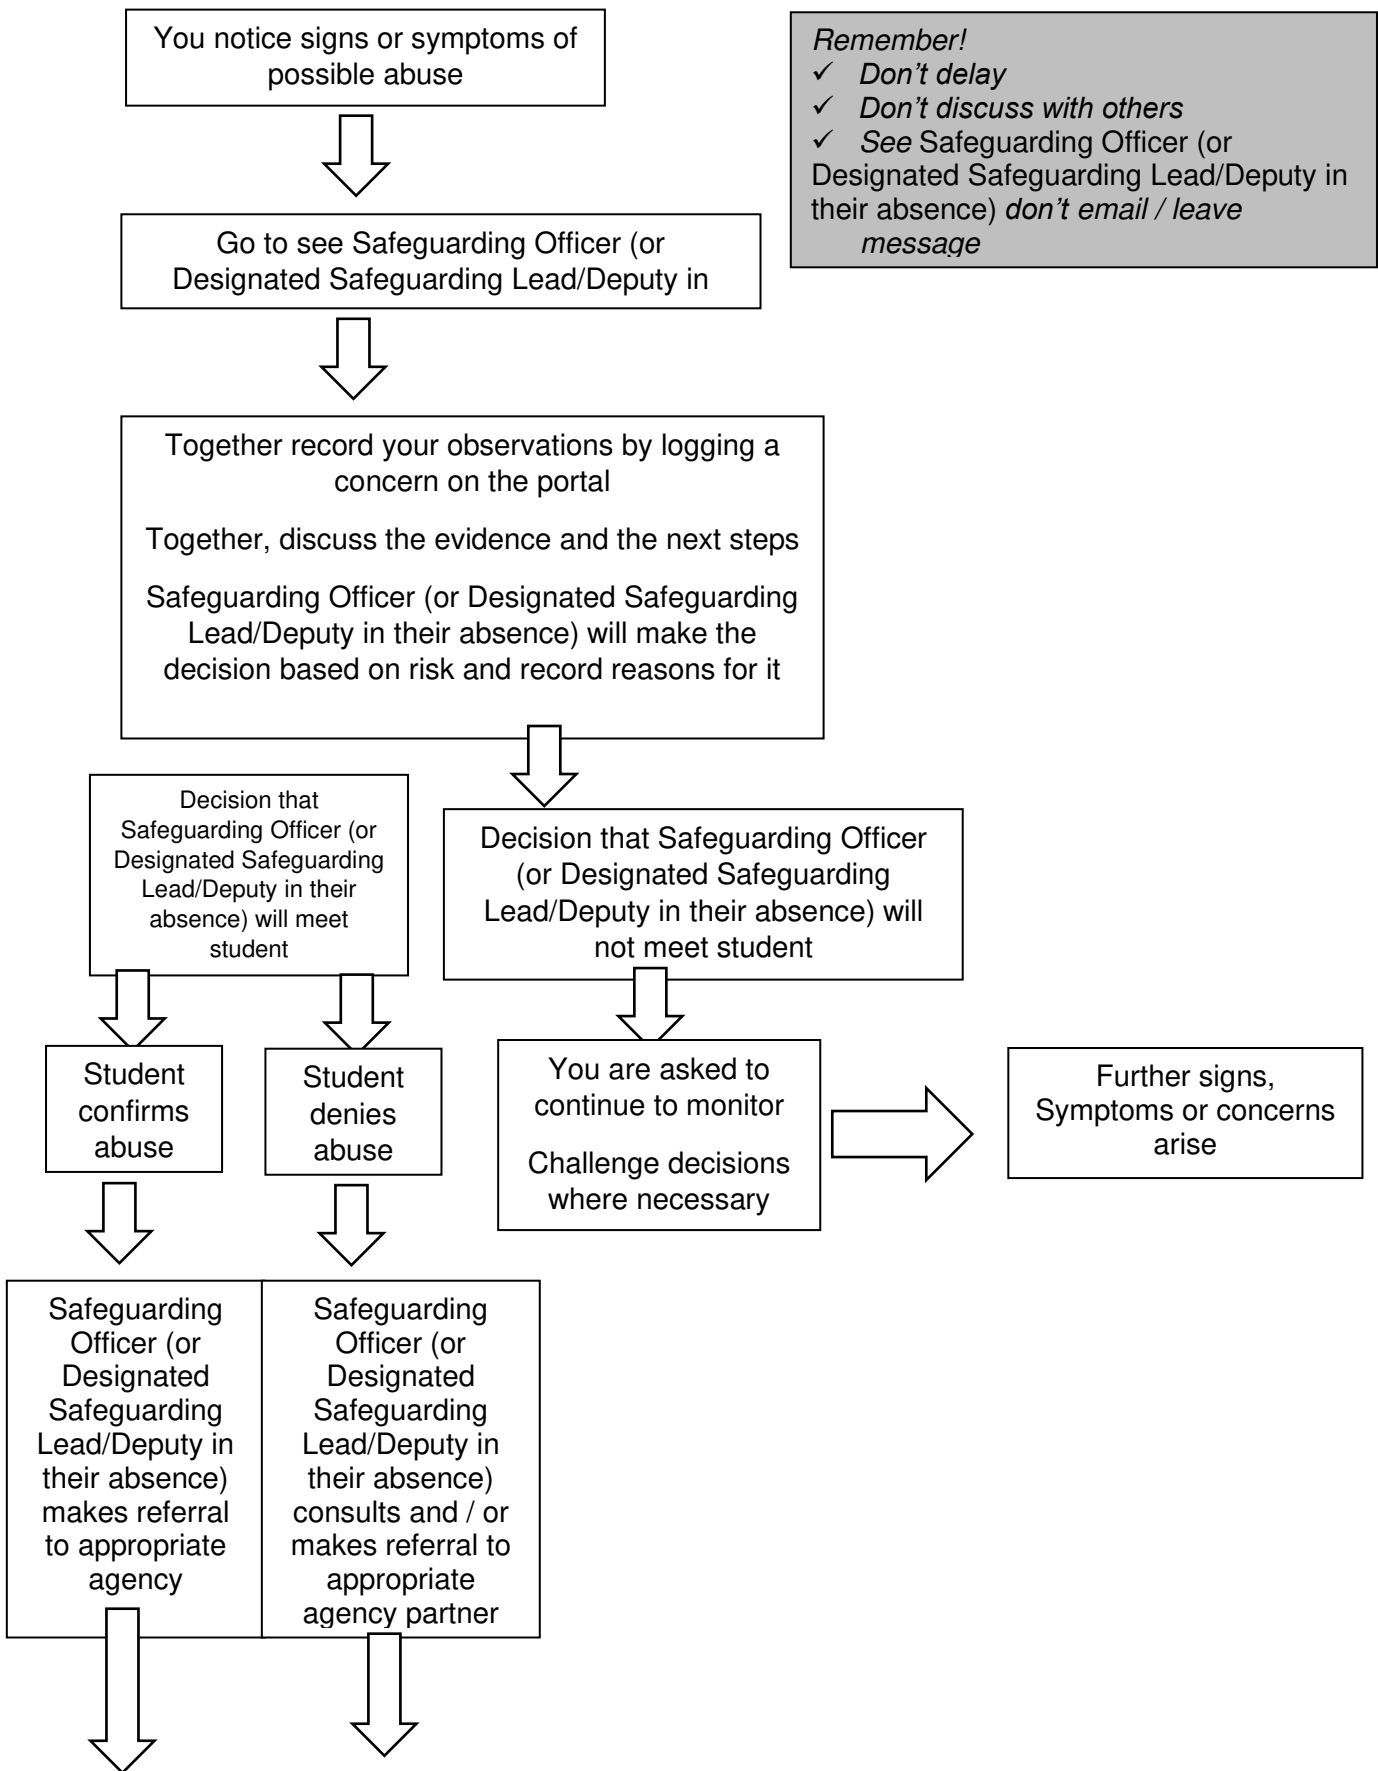 You notice signs or symptoms of
possible abuse
Remember!
✓ Don't delay
✓ Don't discuss with others
✓ See Safeguarding Officer (or
Designated Safeguarding Lead/Deputy in
their absence) don't email / leave
message
Go to see Safeguarding Officer (or
Designated Safeguarding Lead/Deputy in
Together record your observations by logging a
concern on the portal
Together, discuss the evidence and the next steps
Safeguarding Officer (or Designated Safeguarding
Lead/Deputy in their absence) will make the
decision based on risk and record reasons for it
Decision that
Safeguarding Officer (or
Designated Safeguarding
Lead/Deputy in their
absence) will meet
student
Decision that Safeguarding Officer
(or Designated Safeguarding
Lead/Deputy in their absence) will
not meet student
Student
confirms
abuse
Student
denies
abuse
You are asked to
continue to monitor
Challenge decisions
where necessary
Further signs,
Symptoms or concerns
arise
Safeguarding
Officer (or
Designated
Safeguarding
Lead/Deputy in
their absence)
makes referral
to appropriate
agency
Safeguarding
Officer (or
Designated
Safeguarding
Lead/Deputy in
their absence)
consults and / or
makes referral to
appropriate
agency partner